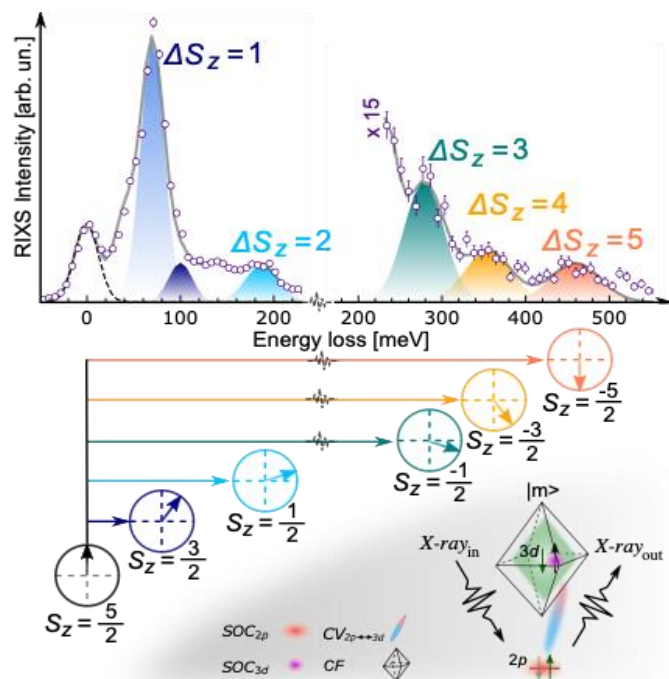 RIXS Intensity [arb. un.]
ΔS_z = 1
ΔS_z = 2
x 15
ΔS_z = 3
ΔS_z = 4
ΔS_z = 5
0 100 200 200 300 400 500
Energy loss [meV]
S_z = -5/2
S_z = -3/2
S_z = -1/2
S_z = 1/2
S_z = 3/2
S_z = 5/2
|m>
3d
X-ray_in X-ray_out
2p
SOC_2p CV_2p↔3d
SOC_3d CF